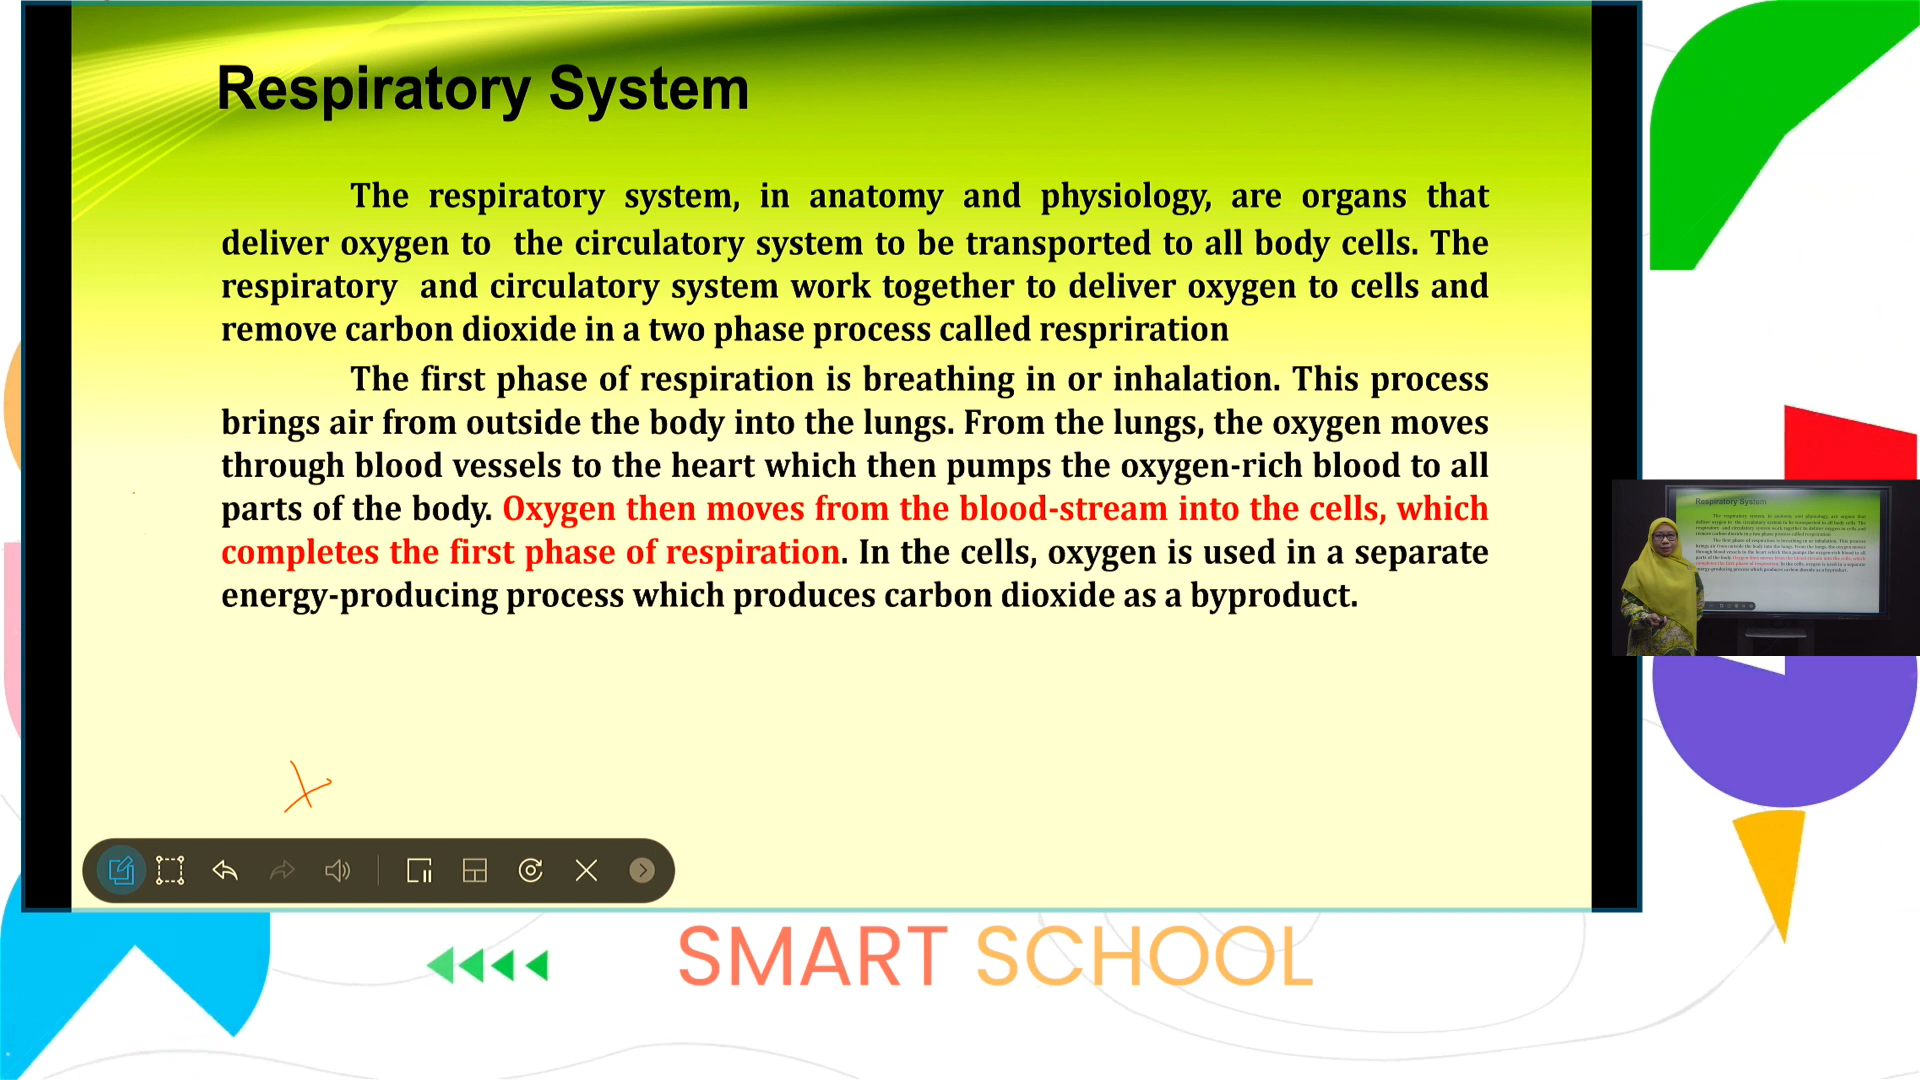 Respiratory System
The respiratory system, in anatomy and physiology, are organs that
deliver oxygen to the circulatory system to be transported to all body cells. The
respiratory and circulatory system work together to deliver oxygen to cells and
remove carbon dioxide in a two phase process called respriration
The first phase of respiration is breathing in or inhalation. This process
brings air from outside the body into the lungs. From the lungs, the oxygen moves
through blood vessels to the heart which then pumps the oxygen-rich blood to all
parts of the body. Oxygen then moves from the blood-stream into the cells, which
completes the first phase of respiration. In the cells, oxygen is used in a separate
energy-producing process which produces carbon dioxide as a byproduct.
Respiratory System
SMART SCHOOL